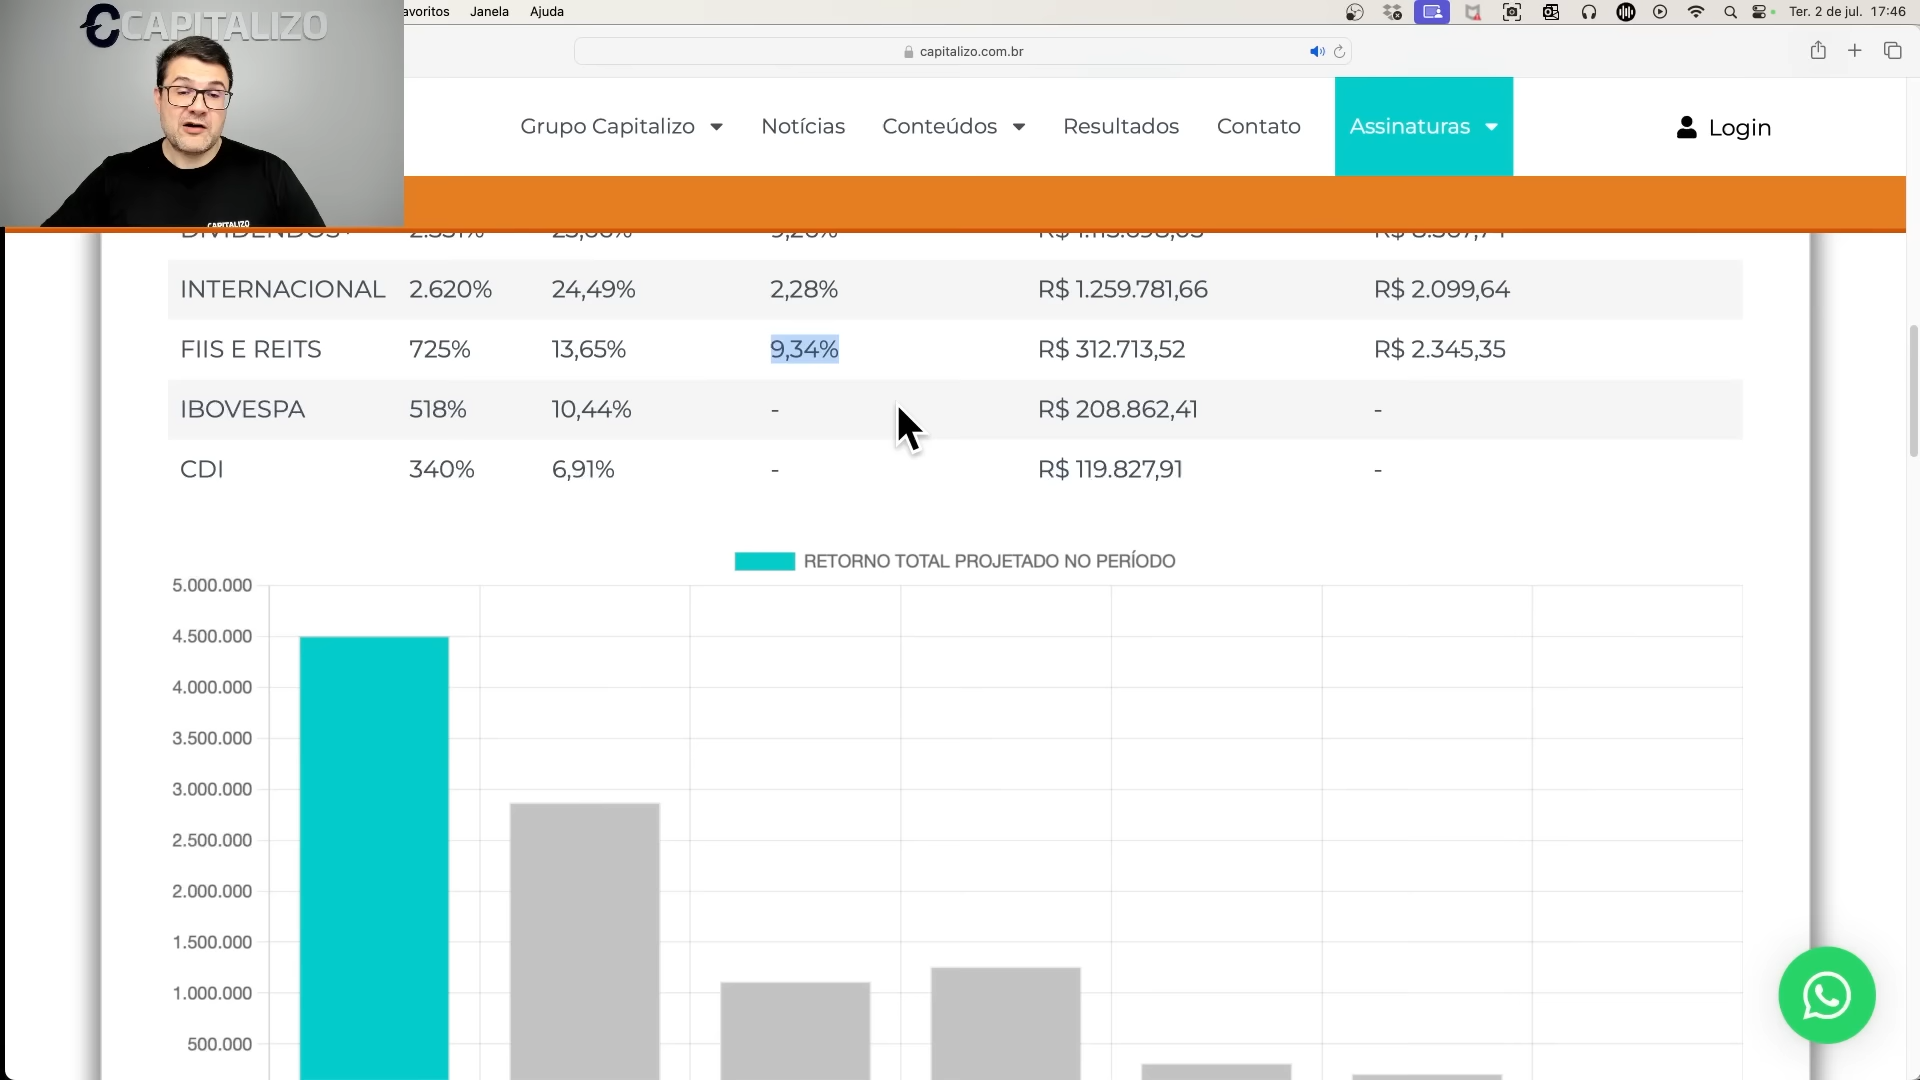 CAPITALIZO
avoritos Janela Ajuda
Ter. 2 de jul. 17:46
capitalizo.com.br
Grupo Capitalizo Notícias Conteúdos Resultados Contato Assinaturas Login
CAPITALIZO
INTERNACIONAL 2.620% 24,49% 2,28% R$ 1.259.781,66 R$ 2.099,64
FIIS E REITS 725% 13,65% 9,34% R$ 312.713,52 R$ 2.345,35
IBOVESPA 518% 10,44% - R$ 208.862,41 -
CDI 340% 6,91% - R$ 119.827,91 -
RETORNO TOTAL PROJETADO NO PERÍODO
5.000.000
4.500.000
4.000.000
3.500.000
3.000.000
2.500.000
2.000.000
1.500.000
1.000.000
500.000